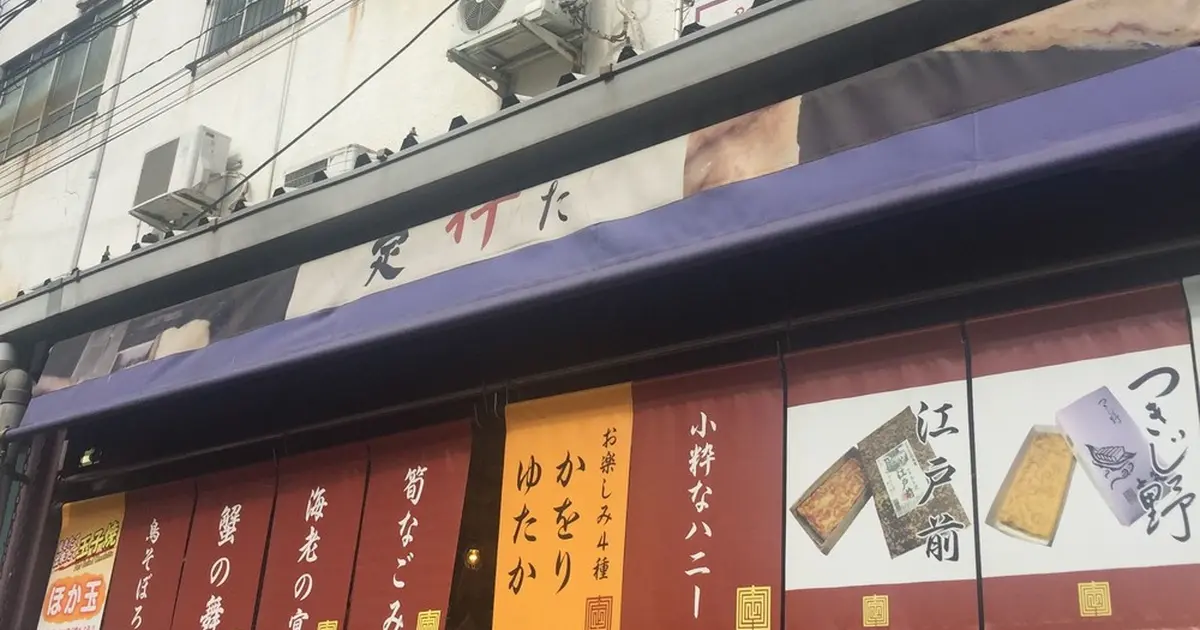 つきじ野
江戸前
小粋なハニー
お楽しみ4種
かをり
ゆたか
筍なごみ
海老の宴
蟹の舞
鳥そぼろ
玉子焼
ほか玉